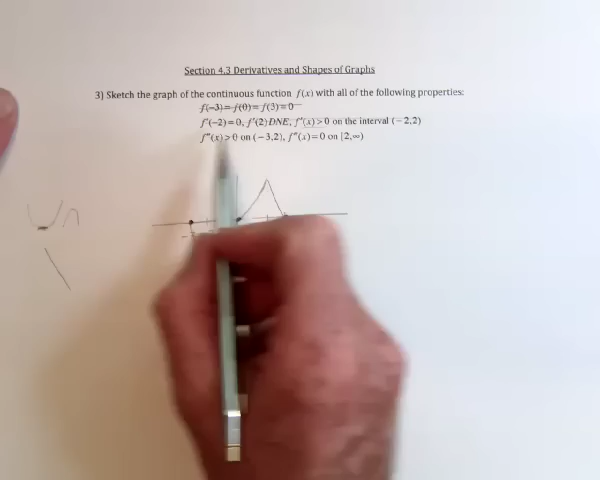 Section 4.3 Derivatives and Shapes of Graphs
3) Sketch the graph of the continuous function f(x) with all of the following properties:
f(−3)=f(0)=f(3)=0
f'(−2)=0, f'(2) DNE, f'(x)>0 on the interval (−2,2)
f''(x)>0 on (−3,2), f''(x)=0 on [2,∞)